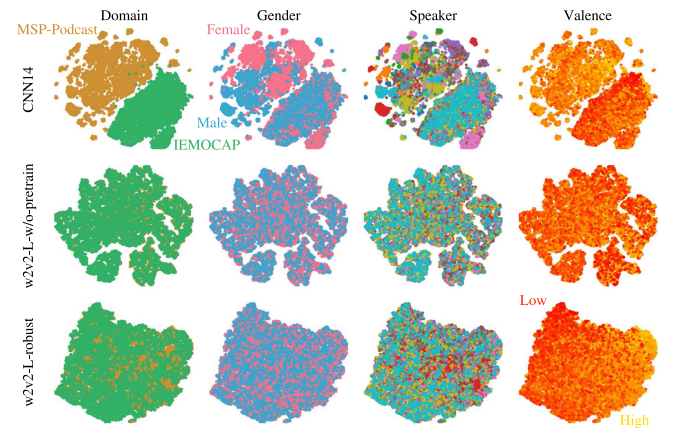 Domain Gender Speaker Valence
MSP-Podcast Female
CNN14
Male
IEMOCAP
w2v2-L-w/o-pretrain
Low
w2v2-L-robust
High